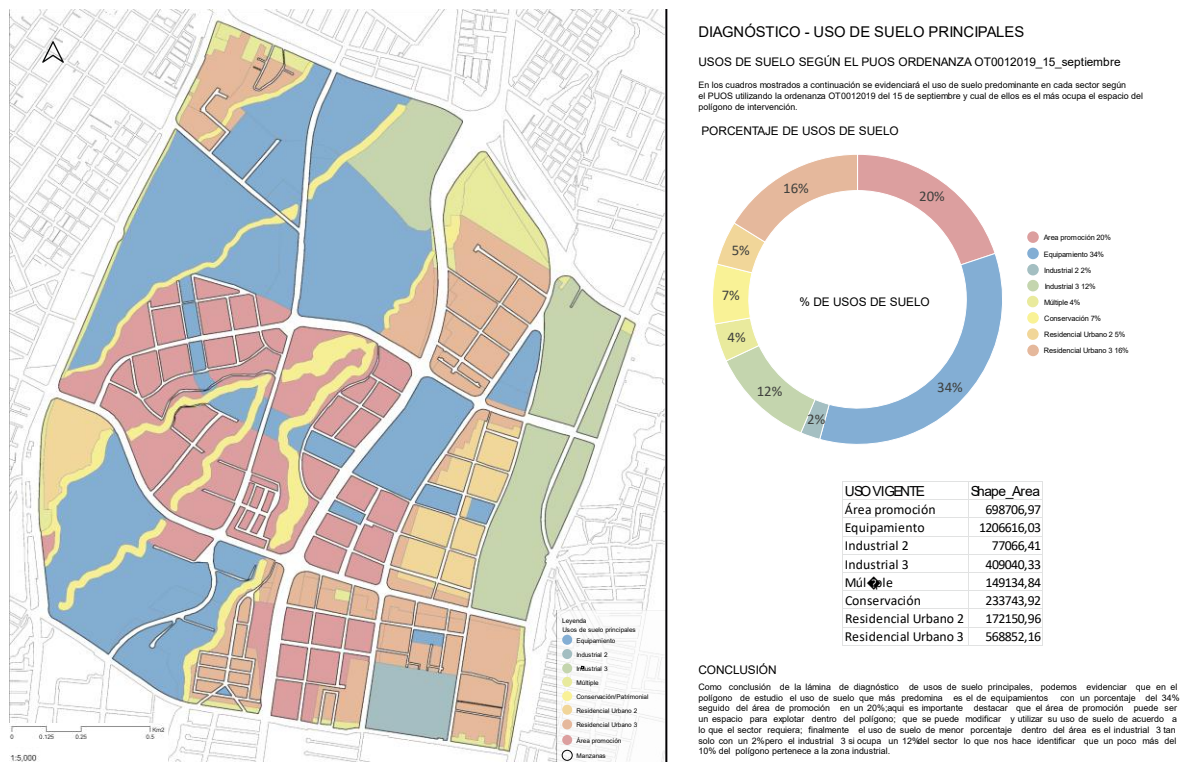 DIAGNÓSTICO - USO DE SUELO PRINCIPALES
USOS DE SUELO SEGÚN EL PUOS ORDENANZA OT0012019_15_septiembre
En los cuadros mostrados a continuación se evidenciará el uso de suelo predominante en cada sector según
el PUOS utilizando la ordenanza OT0012019 del 15 de septiembre y cual de ellos es el más ocupa el espacio del
polígono de intervención.
PORCENTAJE DE USOS DE SUELO
20%
34%
2%
12%
4%
7%
5%
16%
% DE USOS DE SUELO
Área promoción 20%
Equipamiento 34%
Industrial 2 2%
Industrial 3 12%
Múltiple 4%
Conservación 7%
Residencial Urbano 2 5%
Residencial Urbano 3 16%
USO VIGENTE Shape_Area
Área promoción 698706,97
Equipamiento 1206616,03
Industrial 2 77066,41
Industrial 3 409040,33
Múl�ple 149134,84
Conservación 233743,92
Residencial Urbano 2 172150,96
Residencial Urbano 3 568852,16
CONCLUSIÓN
Como conclusión de la lámina de diagnóstico de usos de suelo principales, podemos evidenciar que en el
polígono de estudio el uso de suelo que más predomina es el de equipamientos con un porcentaje del 34%
seguido del área de promoción en un 20%;aqui es importante destacar que el área de promoción puede ser
un espacio para explotar dentro del polígono; que se puede modificar y utilizar su uso de suelo de acuerdo a
lo que el sector requiera; finalmente el uso de suelo de menor porcentaje dentro del área es el industrial 3 tan
solo con un 2%pero el industrial 3 si ocupa un 12%del sector lo que nos hace identificar que un poco más del
10% del polígono pertenece a la zona industrial.
Leyenda
Usos de suelo principales
Equipamiento
Industrial 2
Industrial 3
Múltiple
Conservación/Patrimonial
Residencial Urbano 2
Residencial Urbano 3
Área promoción
Manzanas
1 Km2
0 0.125 0.25 0.5
1:5,000